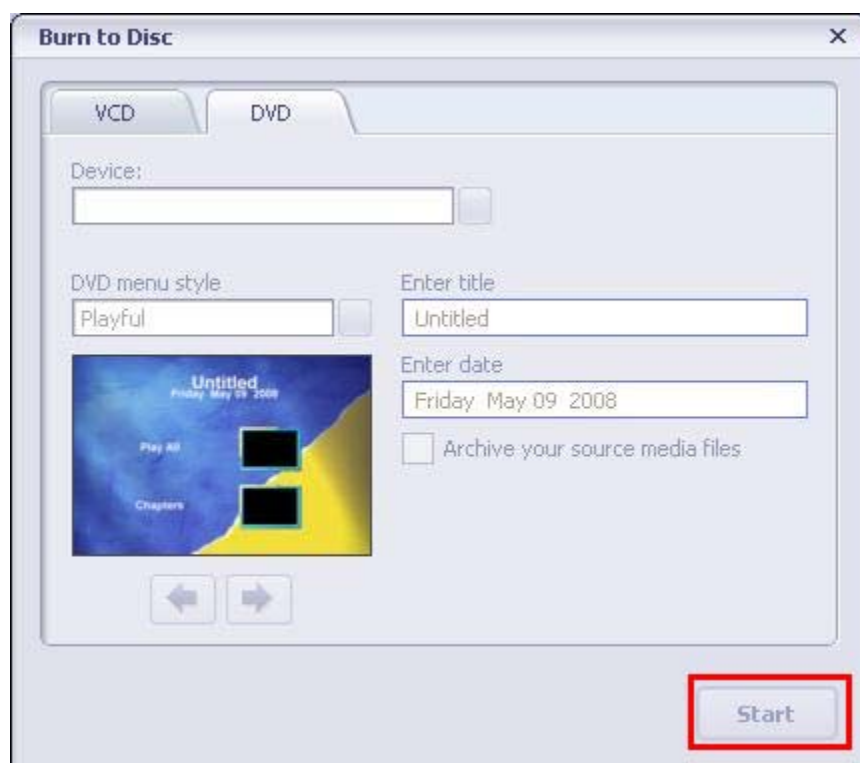 Burn to Disc
VCD
DVD
Device:
DVD menu style
Playful
Enter title
Untitled
Enter date
Friday May 09 2008
Archive your source media files
Untitled
Friday May 09 2008
Play All
Chapters
Start